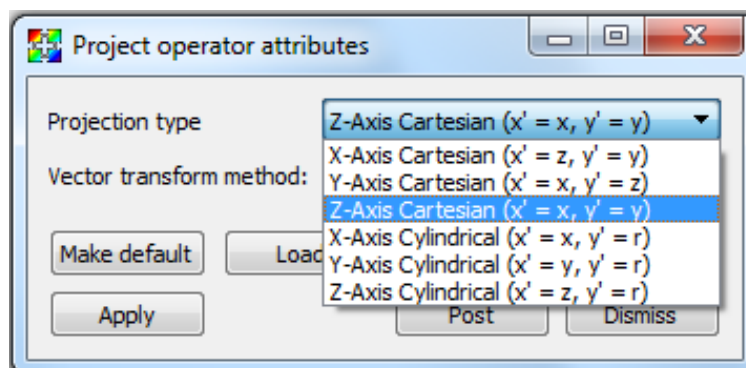 Project operator attributes
Projection type
Z-Axis Cartesian (x' = x, y' = y)
X-Axis Cartesian (x' = z, y' = y)
Vector transform method:
Y-Axis Cartesian (x' = x, y' = z)
Z-Axis Cartesian (x' = x, y' = y)
X-Axis Cylindrical (x' = x, y' = r)
Make default
Load
Y-Axis Cylindrical (x' = y, y' = r)
Z-Axis Cylindrical (x' = z, y' = r)
Apply
Post
Dismiss